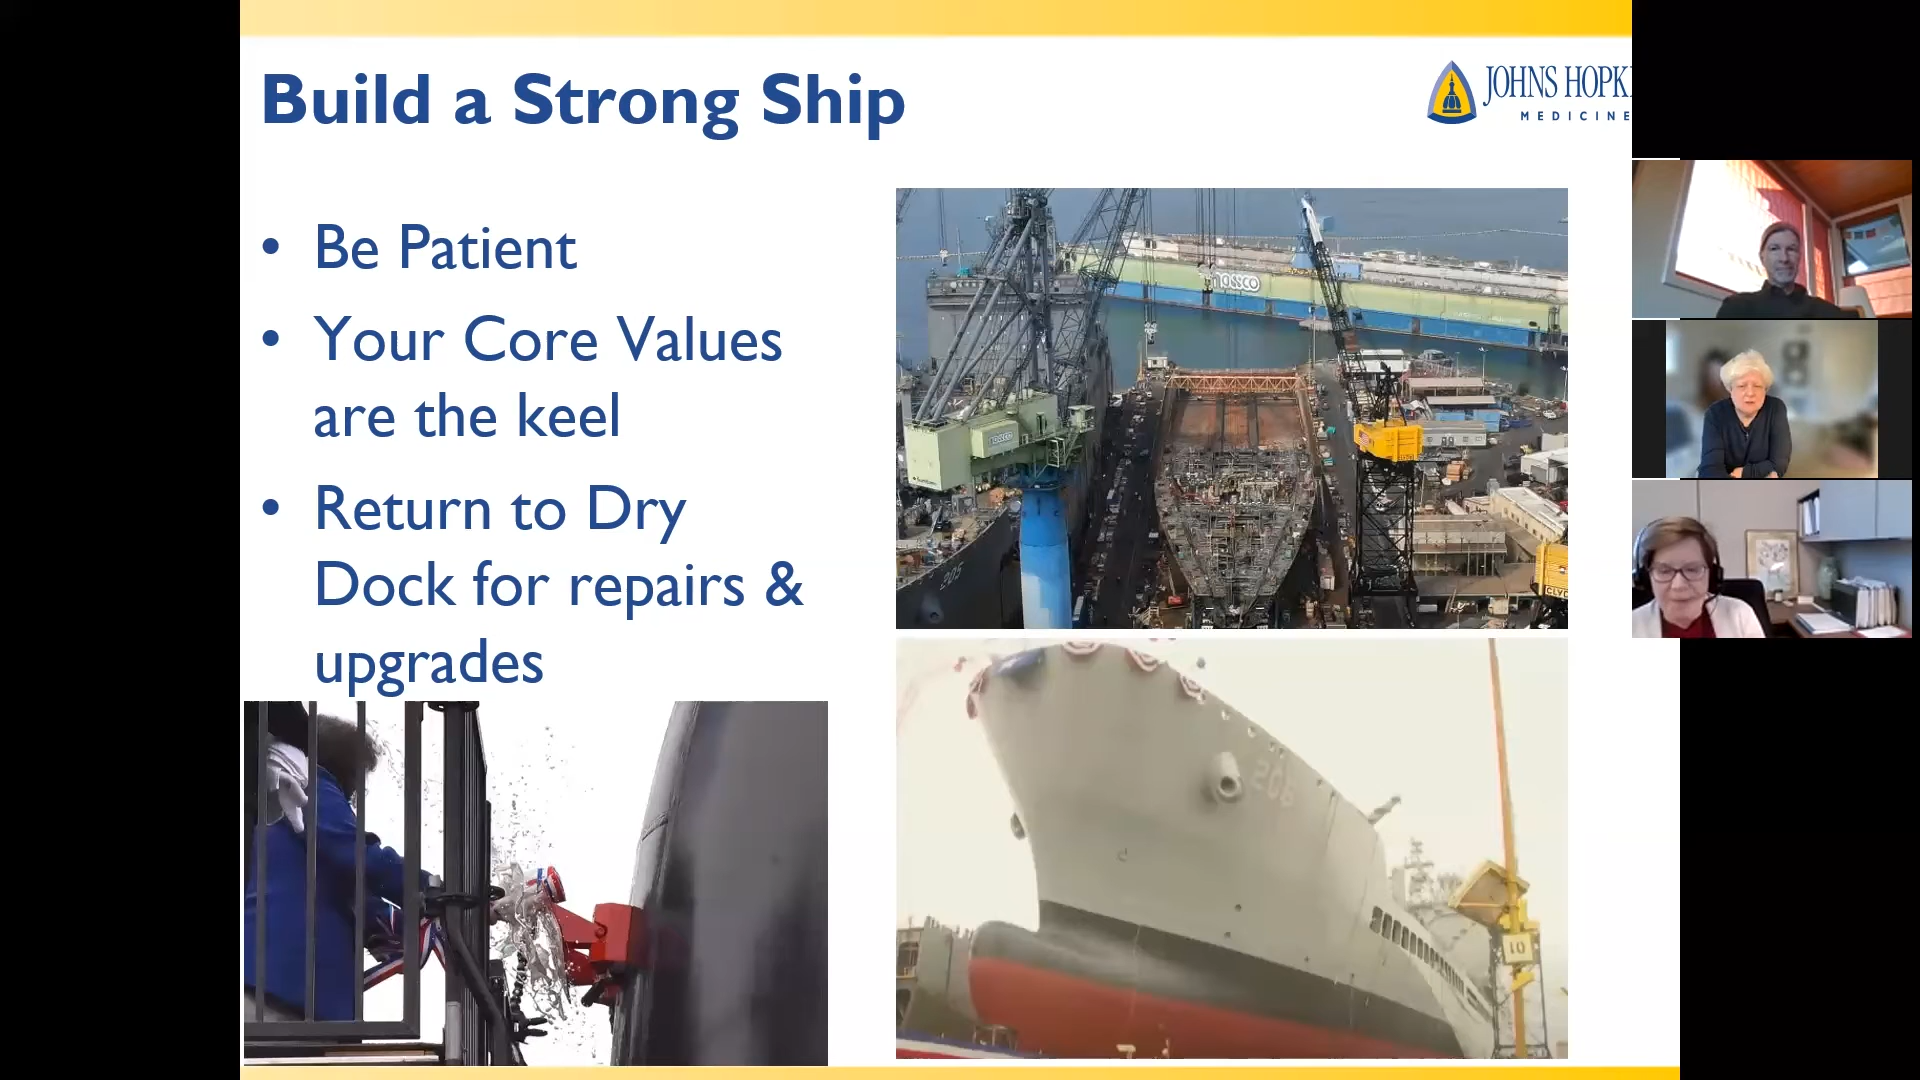 Build a Strong Ship
JOHNS HOPK
MEDICINE
• Be Patient
• Your Core Values
are the keel
• Return to Dry
Dock for repairs &
upgrades
nassco
205
CLYD
206
10